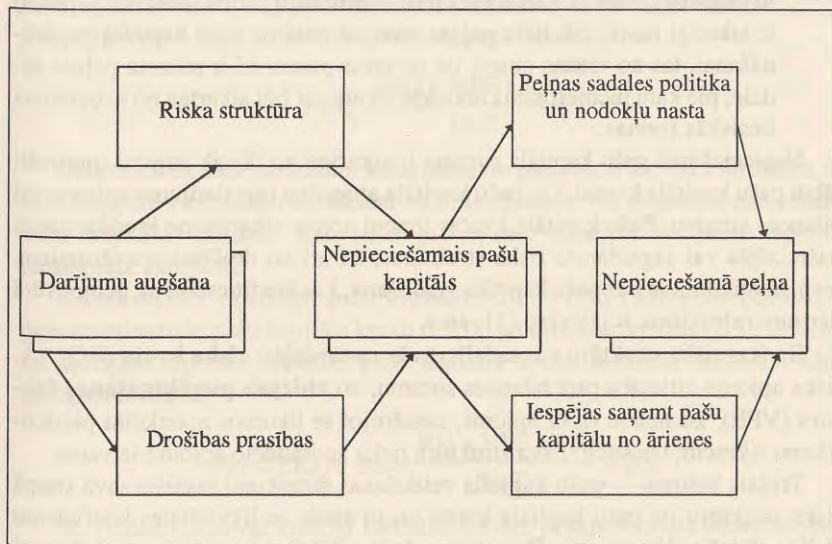 Riska struktūra
Peļņas sadales politika
un nodokļu nasta
Darījumu augšana
Nepieciešamais pašu
kapitāls
Nepieciešamā peļņa
Drošības prasības
Iespējas saņemt pašu
kapitālu no ārienes